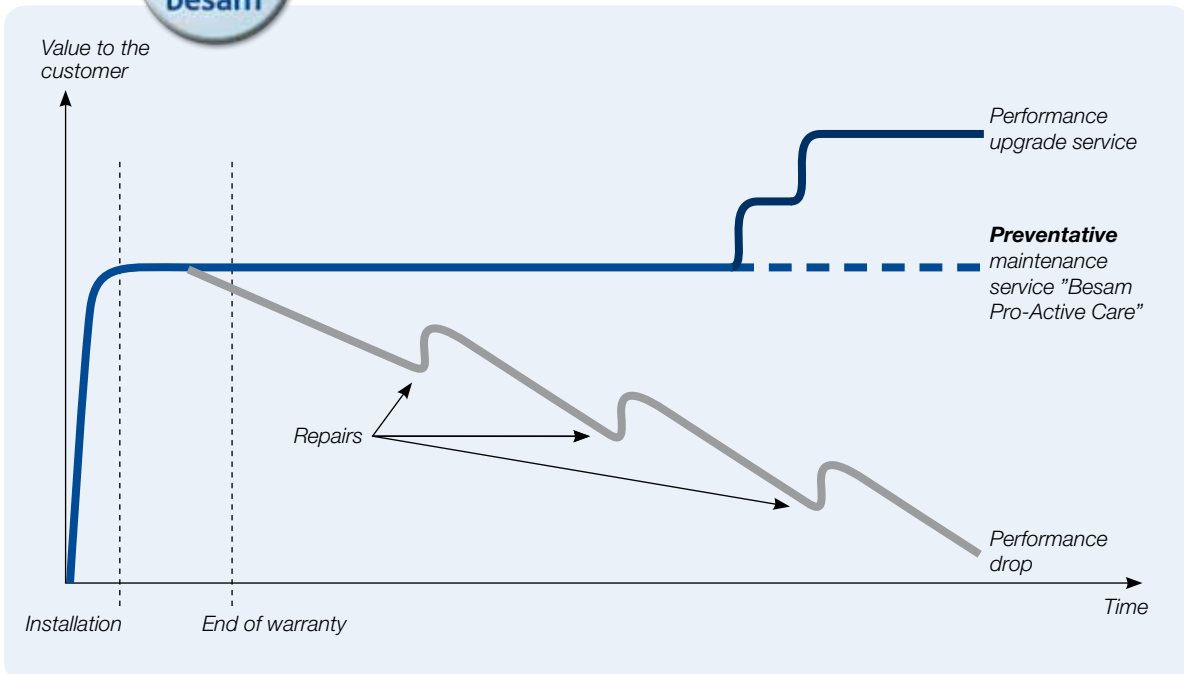 Besam
Value to the
customer
Performance
upgrade service
Preventative
maintenance
service ”Besam
Pro-Active Care”
Repairs
Performance
drop
Time
Installation
End of warranty